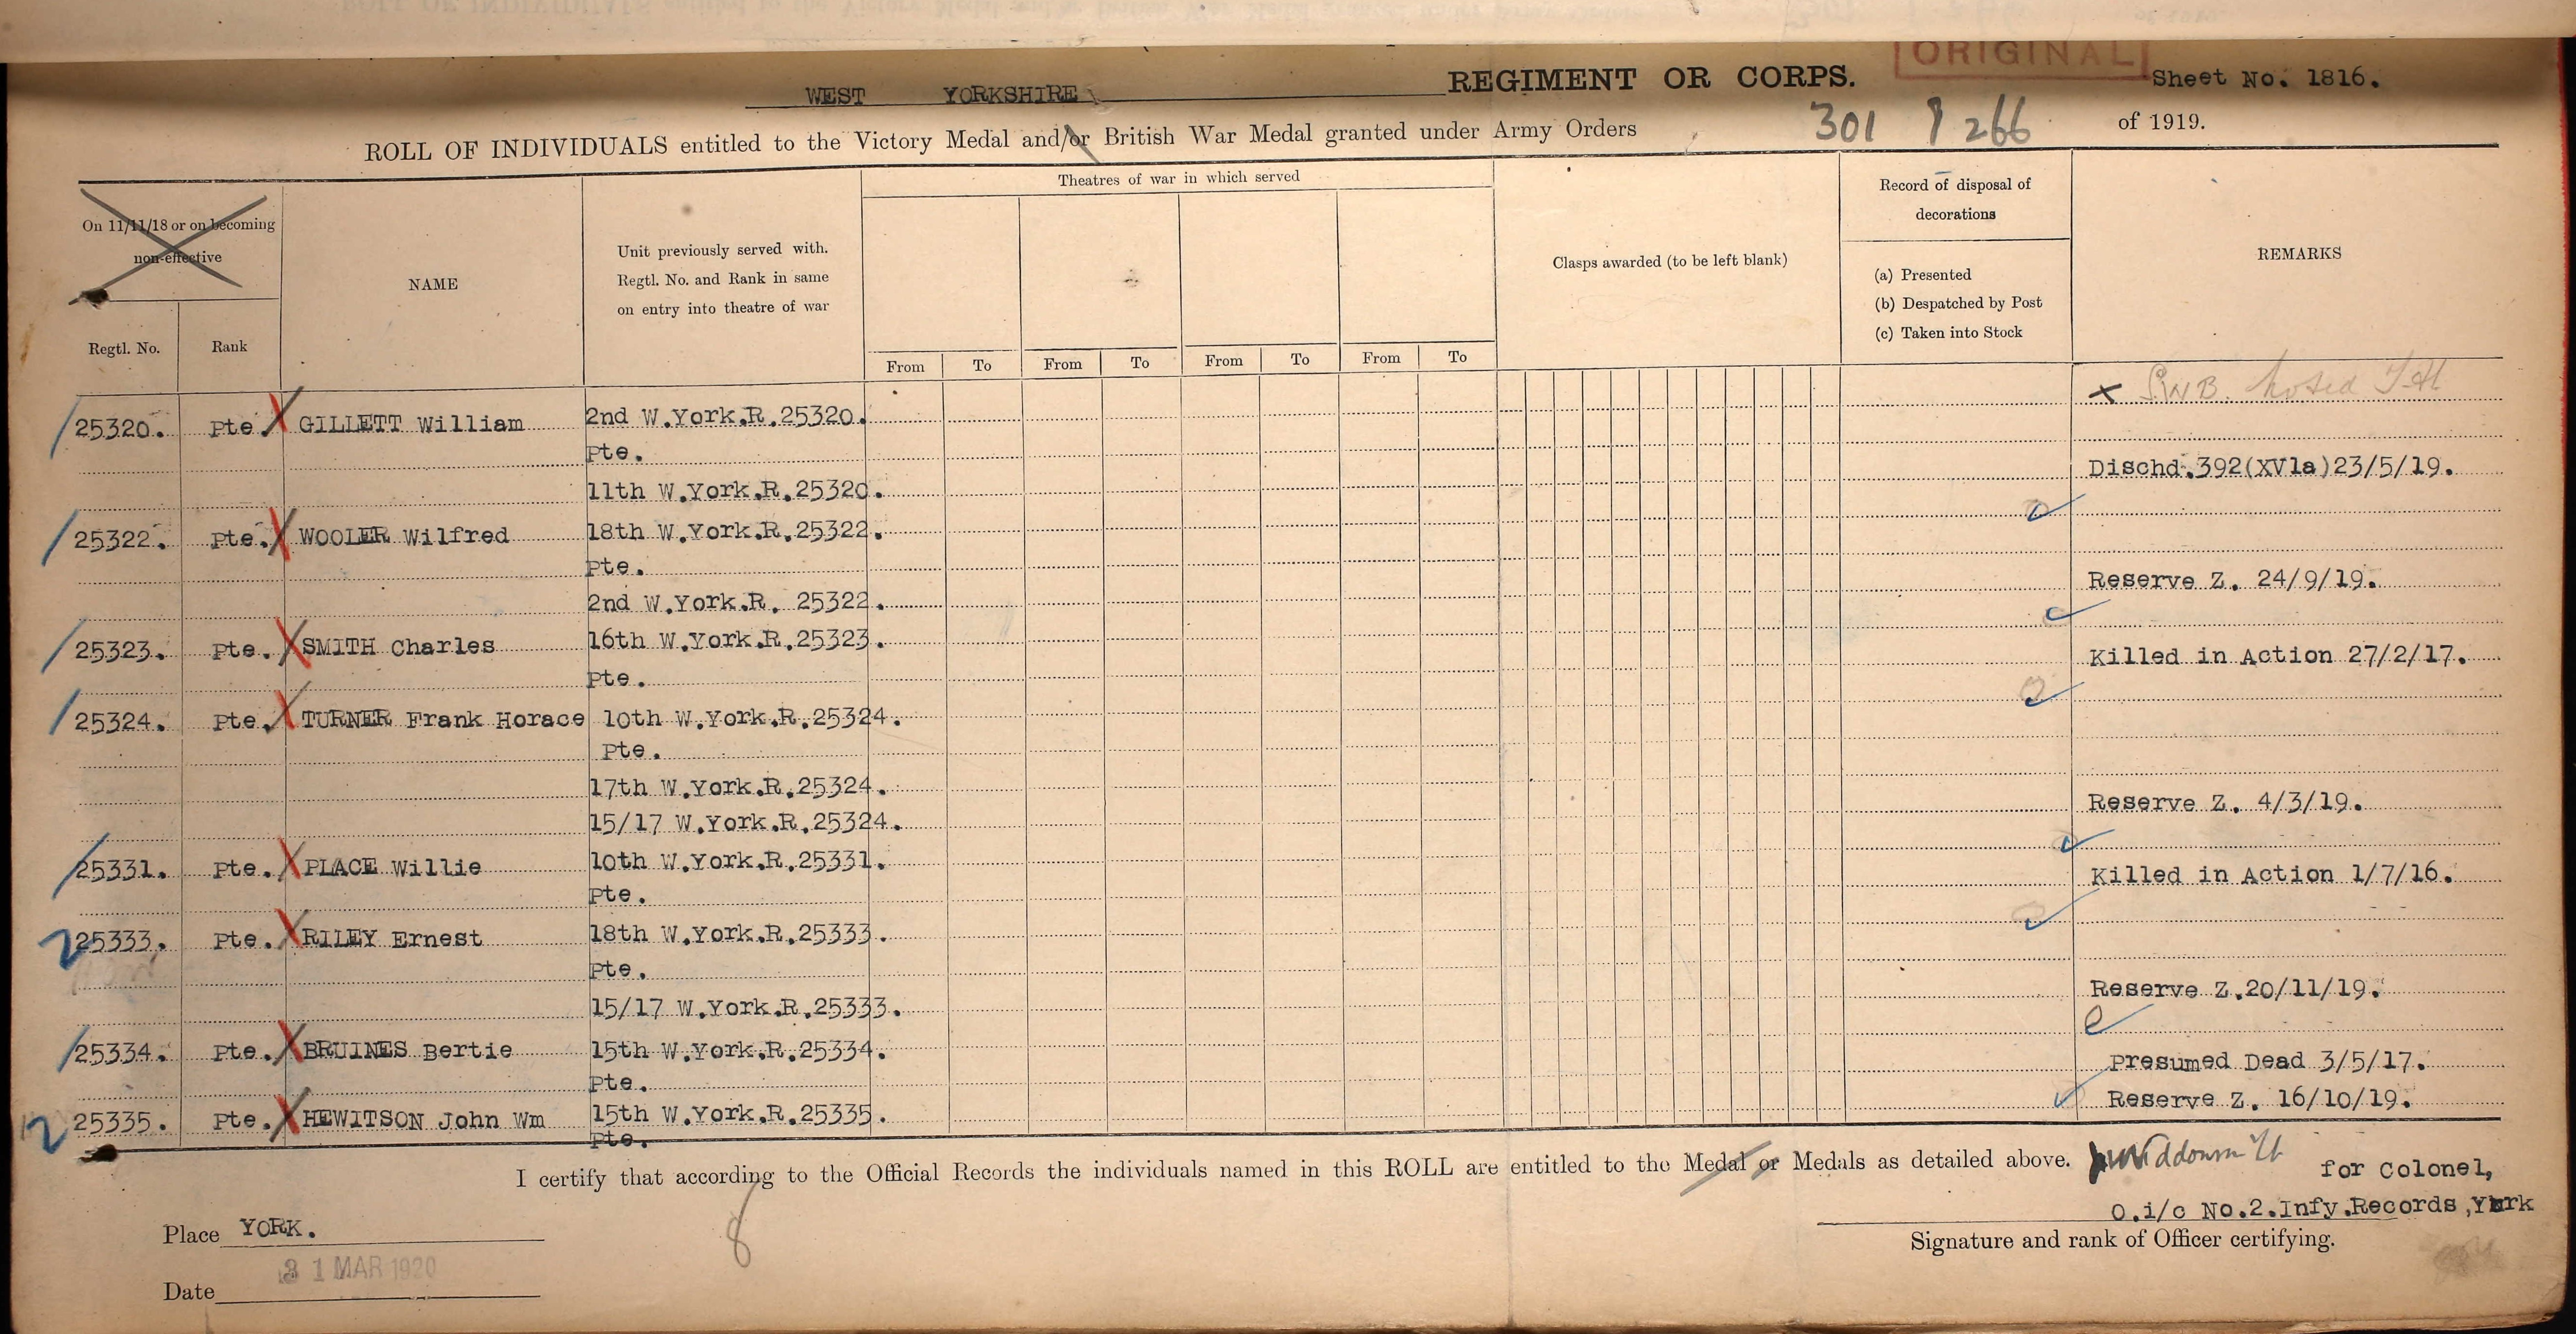 ORIGINAL
WEST YORKSHIRE REGIMENT OR CORPS. Sheet No. 1816.
ROLL OF INDIVIDUALS entitled to the Victory Medal and/or British War Medal granted under Army Orders 301 & 266 of 1919.
On 11/11/18 or on becoming
non-effective
Regtl. No.
Rank
NAME
Unit previously served with.
Regtl. No. and Rank in same
on entry into theatre of war
Theatres of war in which served
From To From To From To From To
Clasps awarded (to be left blank)
Record of disposal of
decorations
(a) Presented
(b) Despatched by Post
(c) Taken into Stock
REMARKS
S.W.B. noted
25320. Pte. GILLETT William 2nd W.York.R.25320.
Pte.
Dischd.392(XVla)23/5/19.
11th W.York.R.25320.
25322. Pte. WOOLER Wilfred 18th W.York.R.25322.
Pte.
Reserve Z. 24/9/19.
2nd W.York.R. 25322.
25323. Pte. SMITH Charles 16th W.York.R.25323.
Killed in Action 27/2/17.
Pte.
25324. Pte. TURNER Frank Horace 10th W.York.R.25324.
Pte.
17th W.York.R.25324.
Reserve Z. 4/3/19.
15/17 W.York.R.25324.
25331. Pte. PLACE Willie 10th W.York.R.25331.
Killed in Action 1/7/16.
Pte.
2 25333. Pte. RILEY Ernest 18th W.York.R.25333.
Pte.
Reserve Z.20/11/19.
15/17 W.York.R.25333.
25334. Pte. BRUINES Bertie 15th W.York.R.25334.
Presumed Dead 3/5/17.
Pte.
2 25335. Pte. HEWITSON John Wm 15th W.York.R.25335. Reserve Z. 16/10/19.
Pte.
I certify that according to the Official Records the individuals named in this ROLL are entitled to the Medal or Medals as detailed above.
for Colonel,
O.i/c No.2.Infy.Records,York
Signature and rank of Officer certifying.
8
Place YORK.
Date 31 MAR 1920